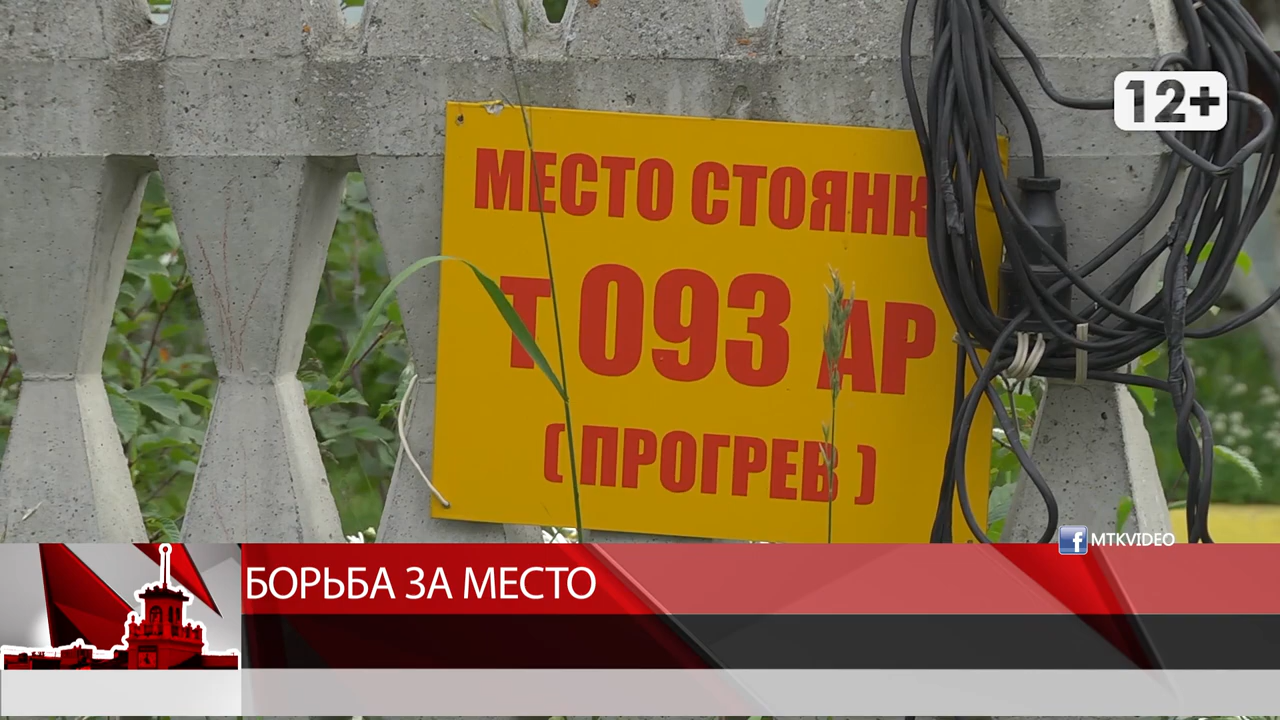 12+
МЕСТО СТОЯНК
Т 093 АР
( ПРОГРЕВ )
MTKVIDEO
БОРЬБА ЗА МЕСТО